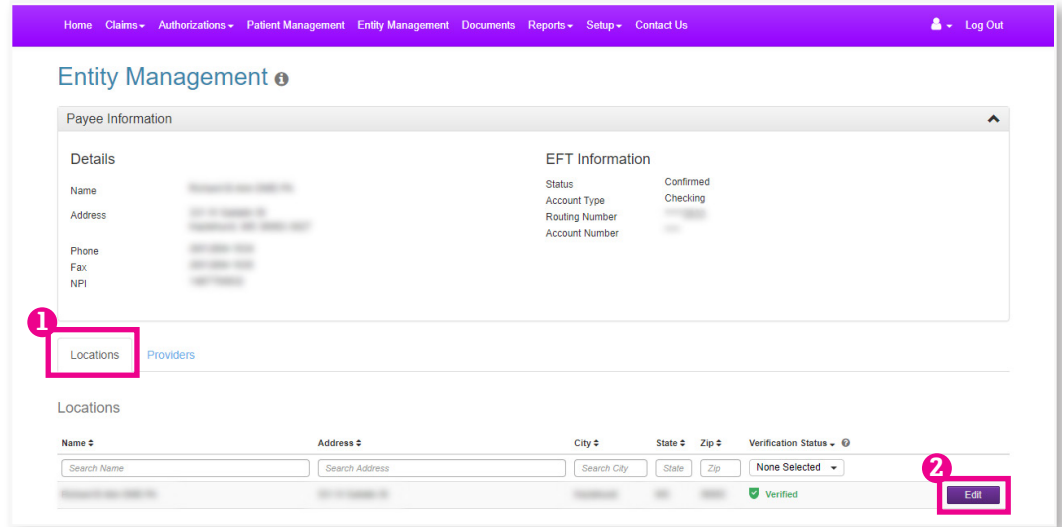 Home Claims Authorizations Patient Management Entity Management Documents Reports Setup Contact Us Log Out
Entity Management
Payee Information
Details
Name
Address
Phone
Fax
NPI
EFT Information
Status Confirmed
Account Type Checking
Routing Number
Account Number
1
Locations Providers
Locations
Name Address City State Zip Verification Status
Search Name Search Address Search City State Zip None Selected
2
Verified Edit